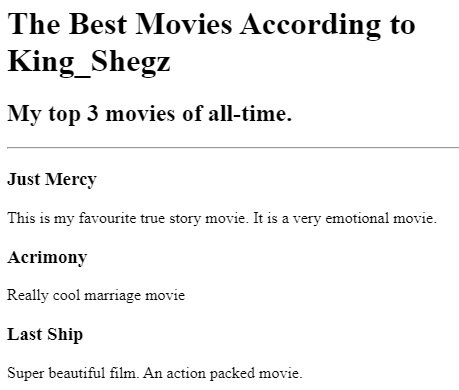 The Best Movies According to
King_Shegz
My top 3 movies of all-time.
Just Mercy
This is my favourite true story movie. It is a very emotional movie.
Acrimony
Really cool marriage movie
Last Ship
Super beautiful film. An action packed movie.